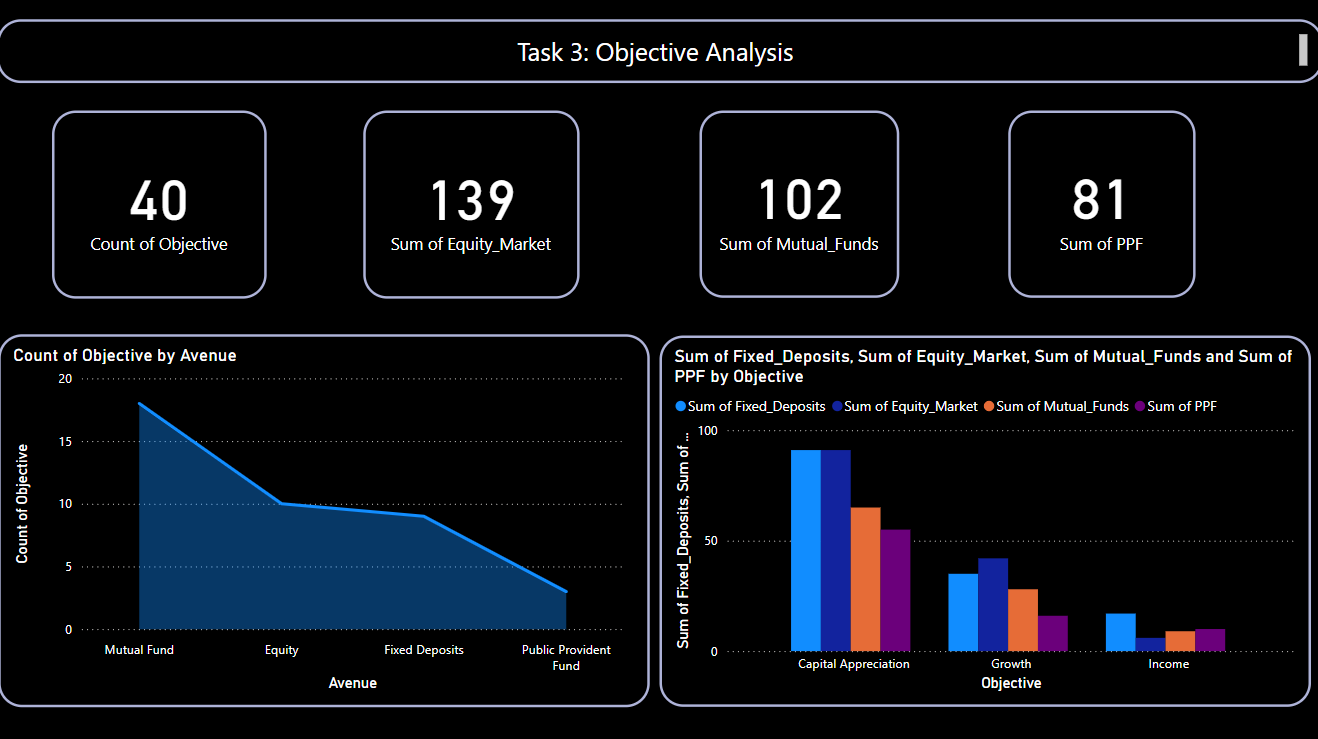 Task 3: Objective Analysis
40
Count of Objective
139
Sum of Equity_Market
102
Sum of Mutual_Funds
81
Sum of PPF
Count of Objective by Avenue
Count of Objective
20
15
10
5
0
Mutual Fund
Equity
Fixed Deposits
Public Provident
Fund
Avenue
Sum of Fixed_Deposits, Sum of Equity_Market, Sum of Mutual_Funds and Sum of
PPF by Objective
Sum of Fixed_Deposits
Sum of Equity_Market
Sum of Mutual_Funds
Sum of PPF
Sum of Fixed_Deposits, Sum of ...
100
50
0
Capital Appreciation
Growth
Income
Objective